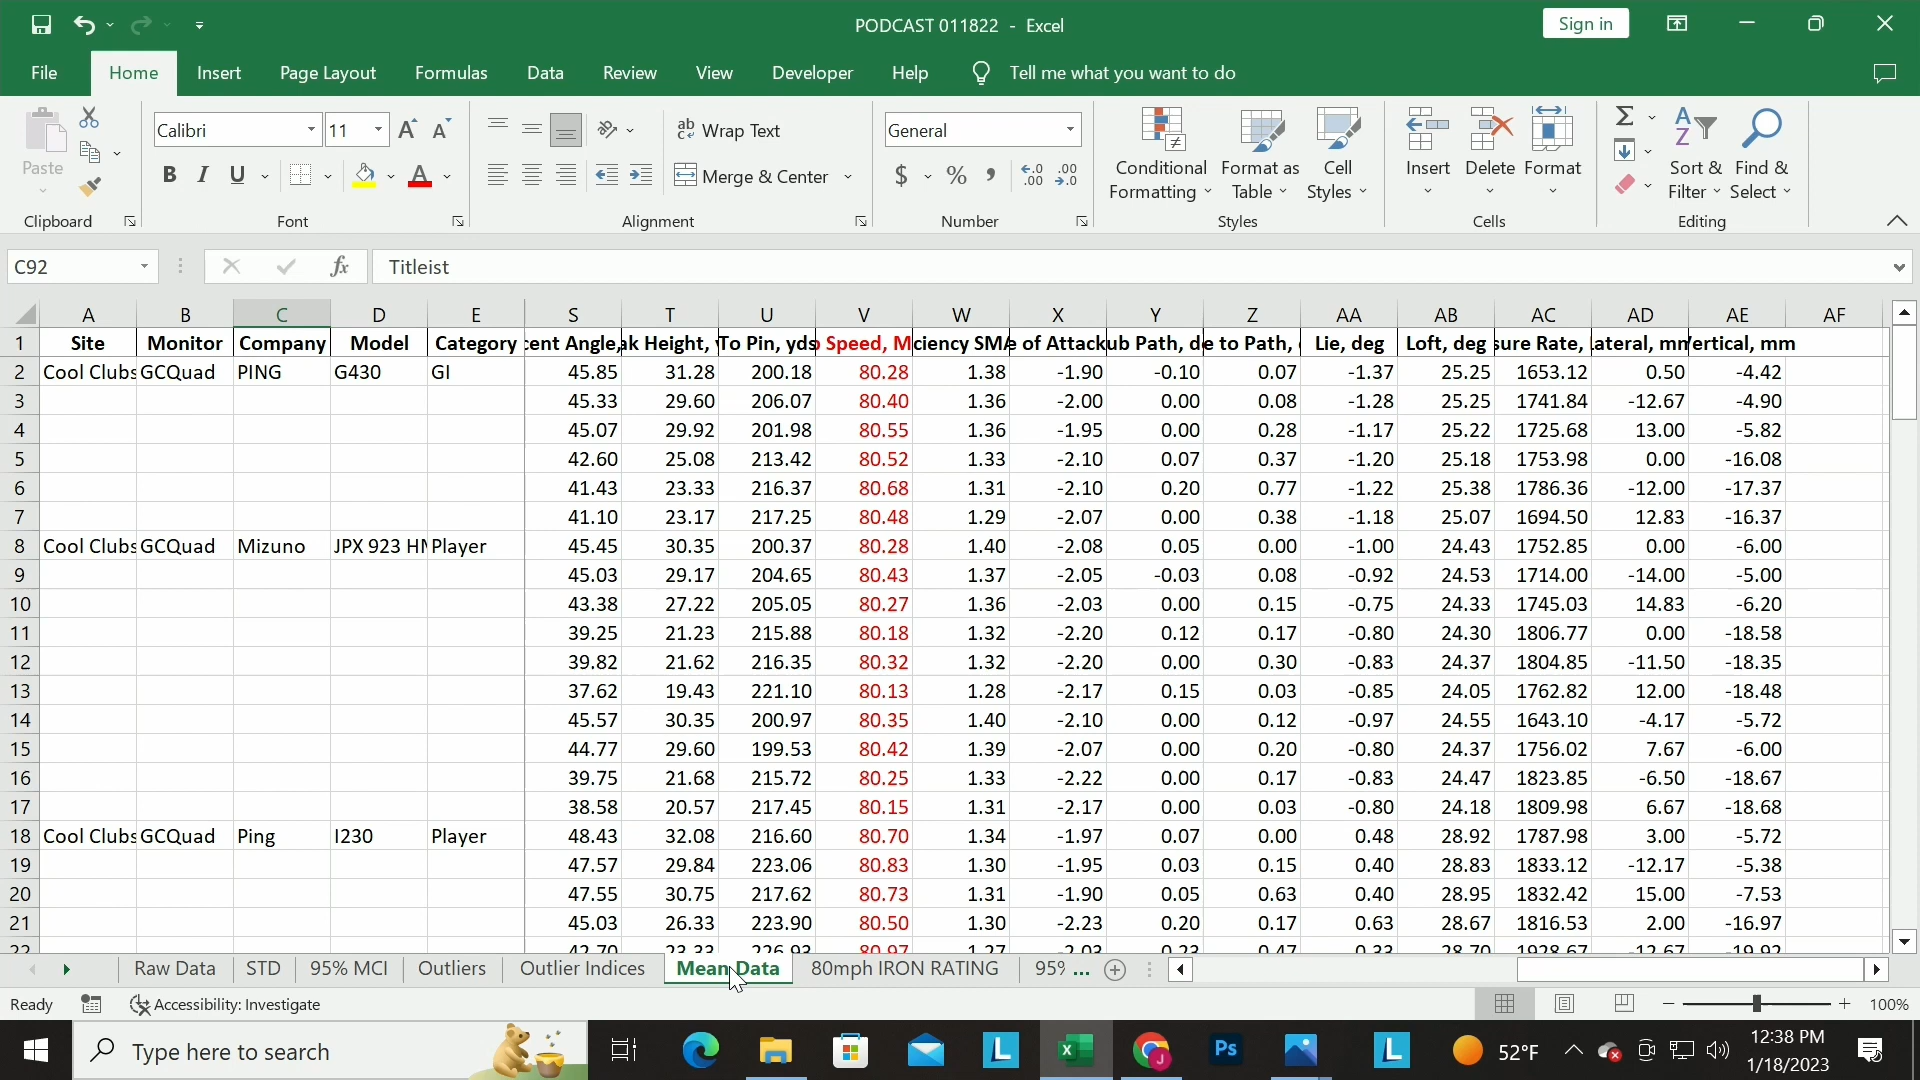 PODCAST 011822 - Excel
Sign in
File Home Insert Page Layout Formulas Data Review View Developer Help Tell me what you want to do
Paste
Calibri 11
Wrap Text
General
B I U
Merge & Center
$ % ,
Conditional Formatting
Format as Table
Cell Styles
Insert Delete Format
Sort & Filter
Find & Select
Clipboard Font Alignment Number Styles Cells Editing
C92 fx Titleist
A B C D E S T U V W X Y Z AA AB AC AD AE AF
1 Site Monitor Company Model Category cent Angle, k Height, To Pin, yds Speed, M ciency SMA e of Attack ub Path, d e to Path, Lie, deg Loft, deg sure Rate, Lateral, mm ertical, mm
2 Cool Clubs GCQuad PING G430 GI 45.85 31.28 200.18 80.28 1.38 -1.90 -0.10 0.07 -1.37 25.25 1653.12 0.50 -4.42
3 45.33 29.60 206.07 80.40 1.36 -2.00 0.00 0.08 -1.28 25.25 1741.84 -12.67 -4.90
4 45.07 29.92 201.98 80.55 1.36 -1.95 0.00 0.28 -1.17 25.22 1725.68 13.00 -5.82
5 42.60 25.08 213.42 80.52 1.33 -2.10 0.07 0.37 -1.20 25.18 1753.98 0.00 -16.08
6 41.43 23.33 216.37 80.68 1.31 -2.10 0.20 0.77 -1.22 25.38 1786.36 -12.00 -17.37
7 41.10 23.17 217.25 80.48 1.29 -2.07 0.00 0.38 -1.18 25.07 1694.50 12.83 -16.37
8 Cool Clubs GCQuad Mizuno JPX 923 HM Player 45.45 30.35 200.37 80.28 1.40 -2.08 0.05 0.00 -1.00 24.43 1752.85 0.00 -6.00
9 45.03 29.17 204.65 80.43 1.37 -2.05 -0.03 0.08 -0.92 24.53 1714.00 -14.00 -5.00
10 43.38 27.22 205.05 80.27 1.36 -2.03 0.00 0.15 -0.75 24.33 1745.03 14.83 -6.20
11 39.25 21.23 215.88 80.18 1.32 -2.20 0.12 0.17 -0.80 24.30 1806.77 0.00 -18.58
12 39.82 21.62 216.35 80.32 1.32 -2.20 0.00 0.30 -0.83 24.37 1804.85 -11.50 -18.35
13 37.62 19.43 221.10 80.13 1.28 -2.17 0.15 0.03 -0.85 24.05 1762.82 12.00 -18.48
14 45.57 30.35 200.97 80.35 1.40 -2.10 0.00 0.12 -0.97 24.55 1643.10 -4.17 -5.72
15 44.77 29.60 199.53 80.42 1.39 -2.07 0.00 0.20 -0.80 24.37 1756.02 7.67 -6.00
16 39.75 21.68 215.72 80.25 1.33 -2.22 0.00 0.17 -0.83 24.47 1823.85 -6.50 -18.67
17 38.58 20.57 217.45 80.15 1.31 -2.17 0.00 0.03 -0.80 24.18 1809.98 6.67 -18.68
18 Cool Clubs GCQuad Ping I230 Player 48.43 32.08 216.60 80.70 1.34 -1.97 0.07 0.00 0.48 28.92 1787.98 3.00 -5.72
19 47.57 29.84 223.06 80.83 1.30 -1.95 0.03 0.15 0.40 28.83 1833.12 -12.17 -5.38
20 47.55 30.75 217.62 80.73 1.31 -1.90 0.05 0.63 0.40 28.95 1832.42 15.00 -7.53
21 45.03 26.33 223.90 80.50 1.30 -2.23 0.20 0.17 0.63 28.67 1816.53 2.00 -16.97
22 42.70 23.33 226.93 80.97 1.27 -2.03 0.23 0.47 0.33 28.70 1928.67 -12.67 -19.92
Raw Data STD 95% MCI Outliers Outlier Indices Mean Data 80mph IRON RATING 95% ...
Ready Accessibility: Investigate 100%
Type here to search
L X Ps L
52°F
12:38 PM
1/18/2023